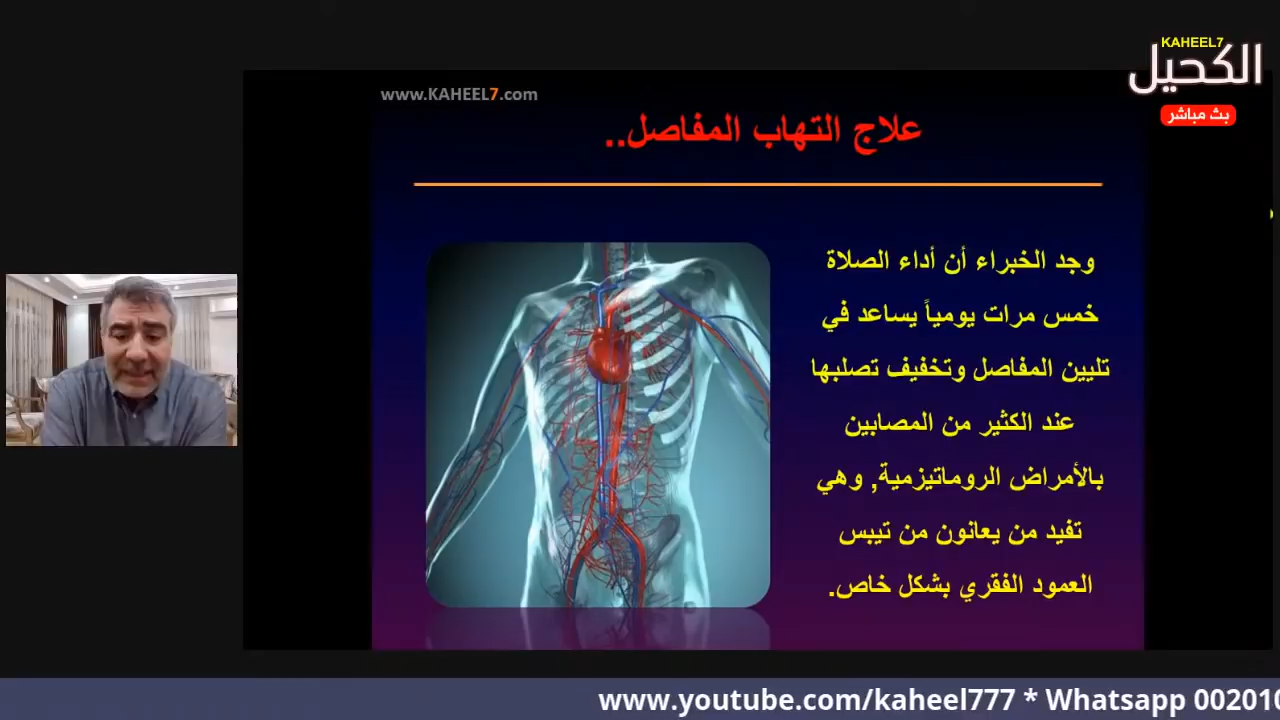 KAHEEL7
الكحيل
بث مباشر
www.KAHEEL7.com
علاج التهاب المفاصل..
وجد الخبراء أن أداء الصلاة
خمس مرات يومياً يساعد في
تليين المفاصل وتخفيف تصلبها
عند الكثير من المصابين
بالأمراض الروماتيزمية, وهي
تفيد من يعانون من تيبس
العمود الفقري بشكل خاص.
www.youtube.com/kaheel777 * Whatsapp 002010